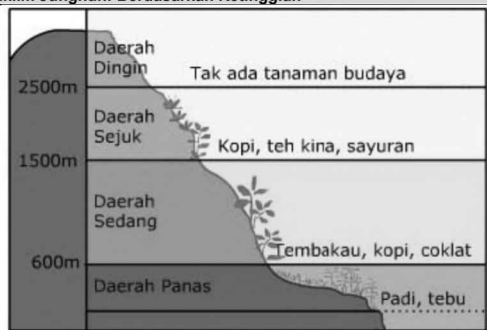 Daerah
Dingin
Tak ada tanaman budaya
2500m
Daerah
Sejuk
Kopi, teh kina, sayuran
1500m
Daerah
Sedang
Tembakau, kopi, coklat
600m
Daerah Panas
Padi, tebu